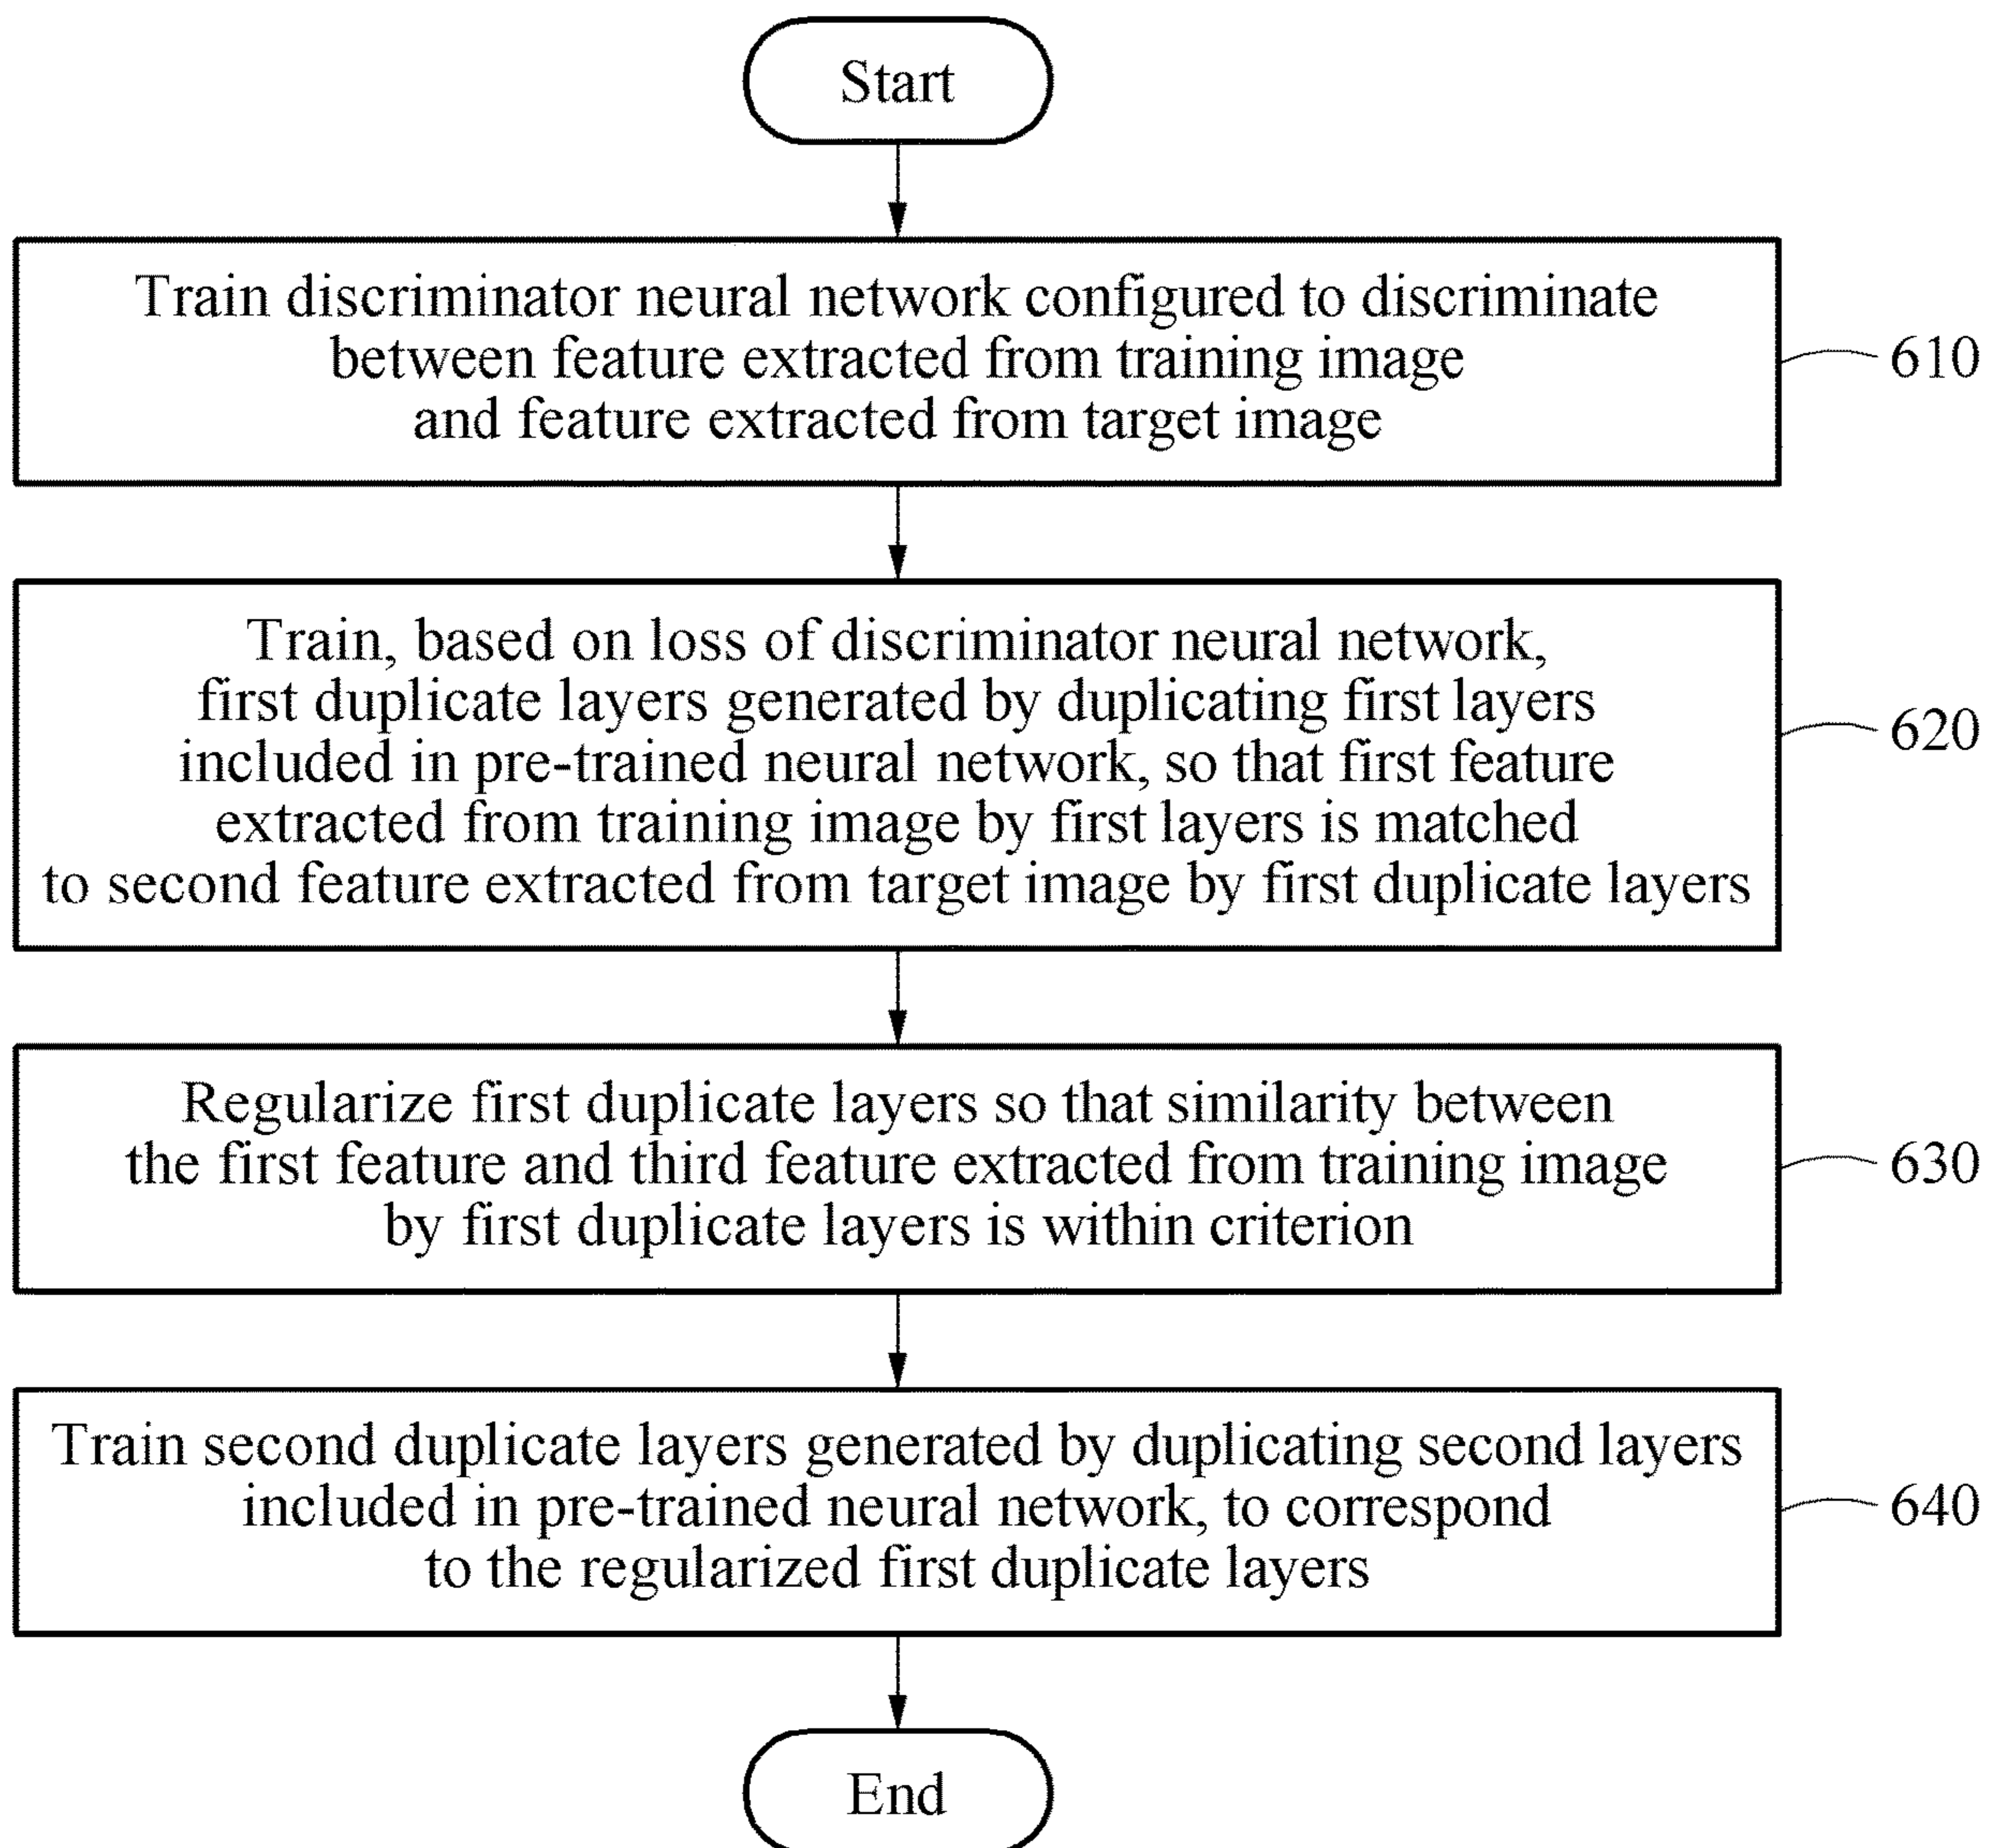 Start
Train discriminator neural network configured to discriminate
between feature extracted from training image
and feature extracted from target image
610
Train, based on loss of discriminator neural network,
first duplicate layers generated by duplicating first layers
included in pre-trained neural network, so that first feature
extracted from training image by first layers is matched
to second feature extracted from target image by first duplicate layers
620
Regularize first duplicate layers so that similarity between
the first feature and third feature extracted from training image
by first duplicate layers is within criterion
630
Train second duplicate layers generated by duplicating second layers
included in pre-trained neural network, to correspond
to the regularized first duplicate layers
640
End